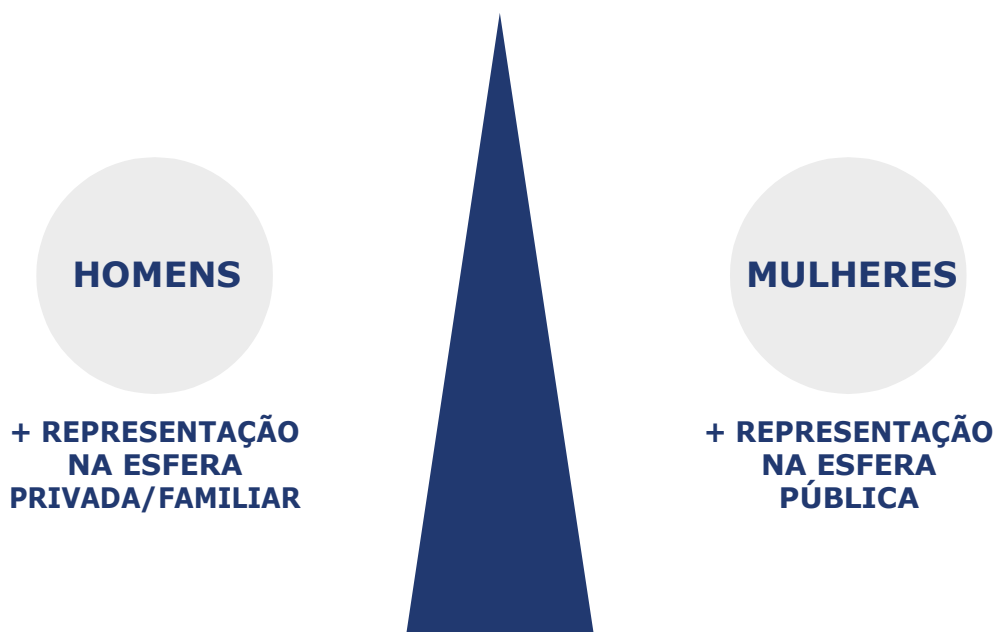 HOMENS
+ REPRESENTAÇÃO
NA ESFERA
PRIVADA/FAMILIAR
MULHERES
+ REPRESENTAÇÃO
NA ESFERA
PÚBLICA